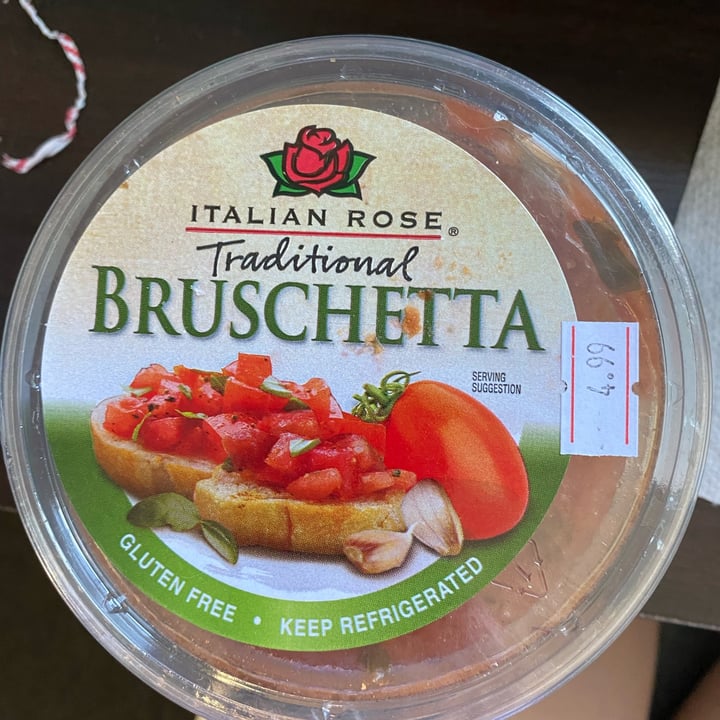 ITALIAN ROSE®
Traditional
BRUSCHETTA
SERVING
SUGGESTION
4.99
GLUTEN FREE • KEEP REFRIGERATED